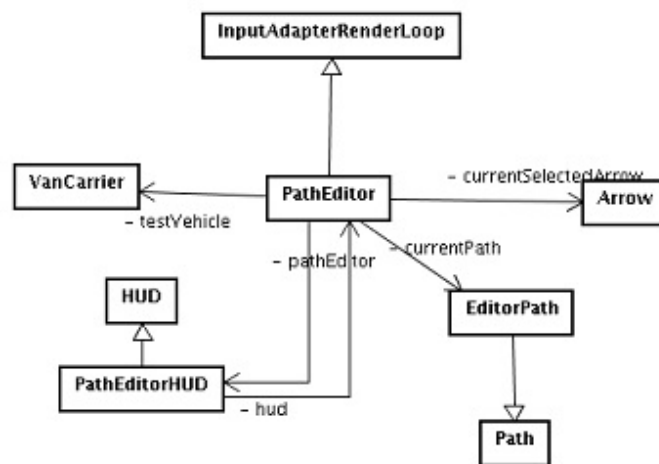 InputAdapterRenderLoop
VanCarrier
PathEditor
- currentSelectedArrow
Arrow
- testVehicle
- pathEditor
- currentPath
HUD
EditorPath
PathEditorHUD
- hud
Path